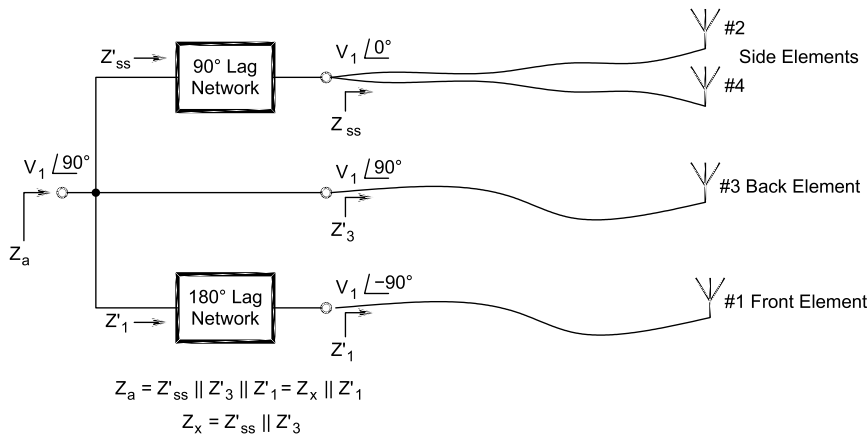 Z'ss
90° Lag
Network
V1 ∠0°
Zss
#2
Side Elements
#4
V1 ∠90°
Za
V1 ∠90°
Z'3
#3 Back Element
Z'1
180° Lag
Network
V1 ∠−90°
Z'1
#1 Front Element
Za = Z'ss || Z'3 || Z'1 = Zx || Z'1
Zx = Z'ss || Z'3